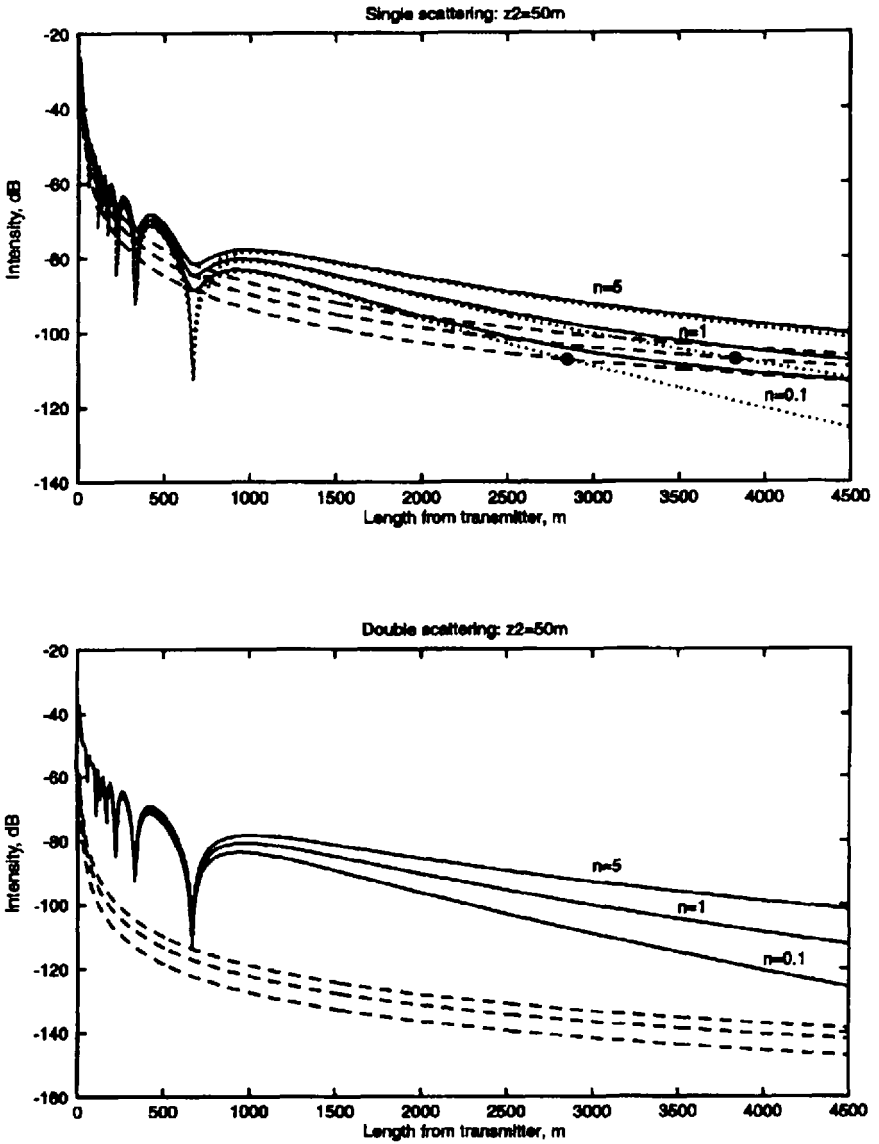 Single scattering: z2=50m
-20
-40
-60
-80
-100
-120
-140
Intensity, dB
n=5
n=1
n=0.1
0 500 1000 1500 2000 2500 3000 3500 4000 4500
Length from transmitter, m
Double scattering: z2=50m
-20
-40
-60
-80
-100
-120
-140
-160
Intensity, dB
n=5
n=1
n=0.1
0 500 1000 1500 2000 2500 3000 3500 4000 4500
Length from transmitter, m